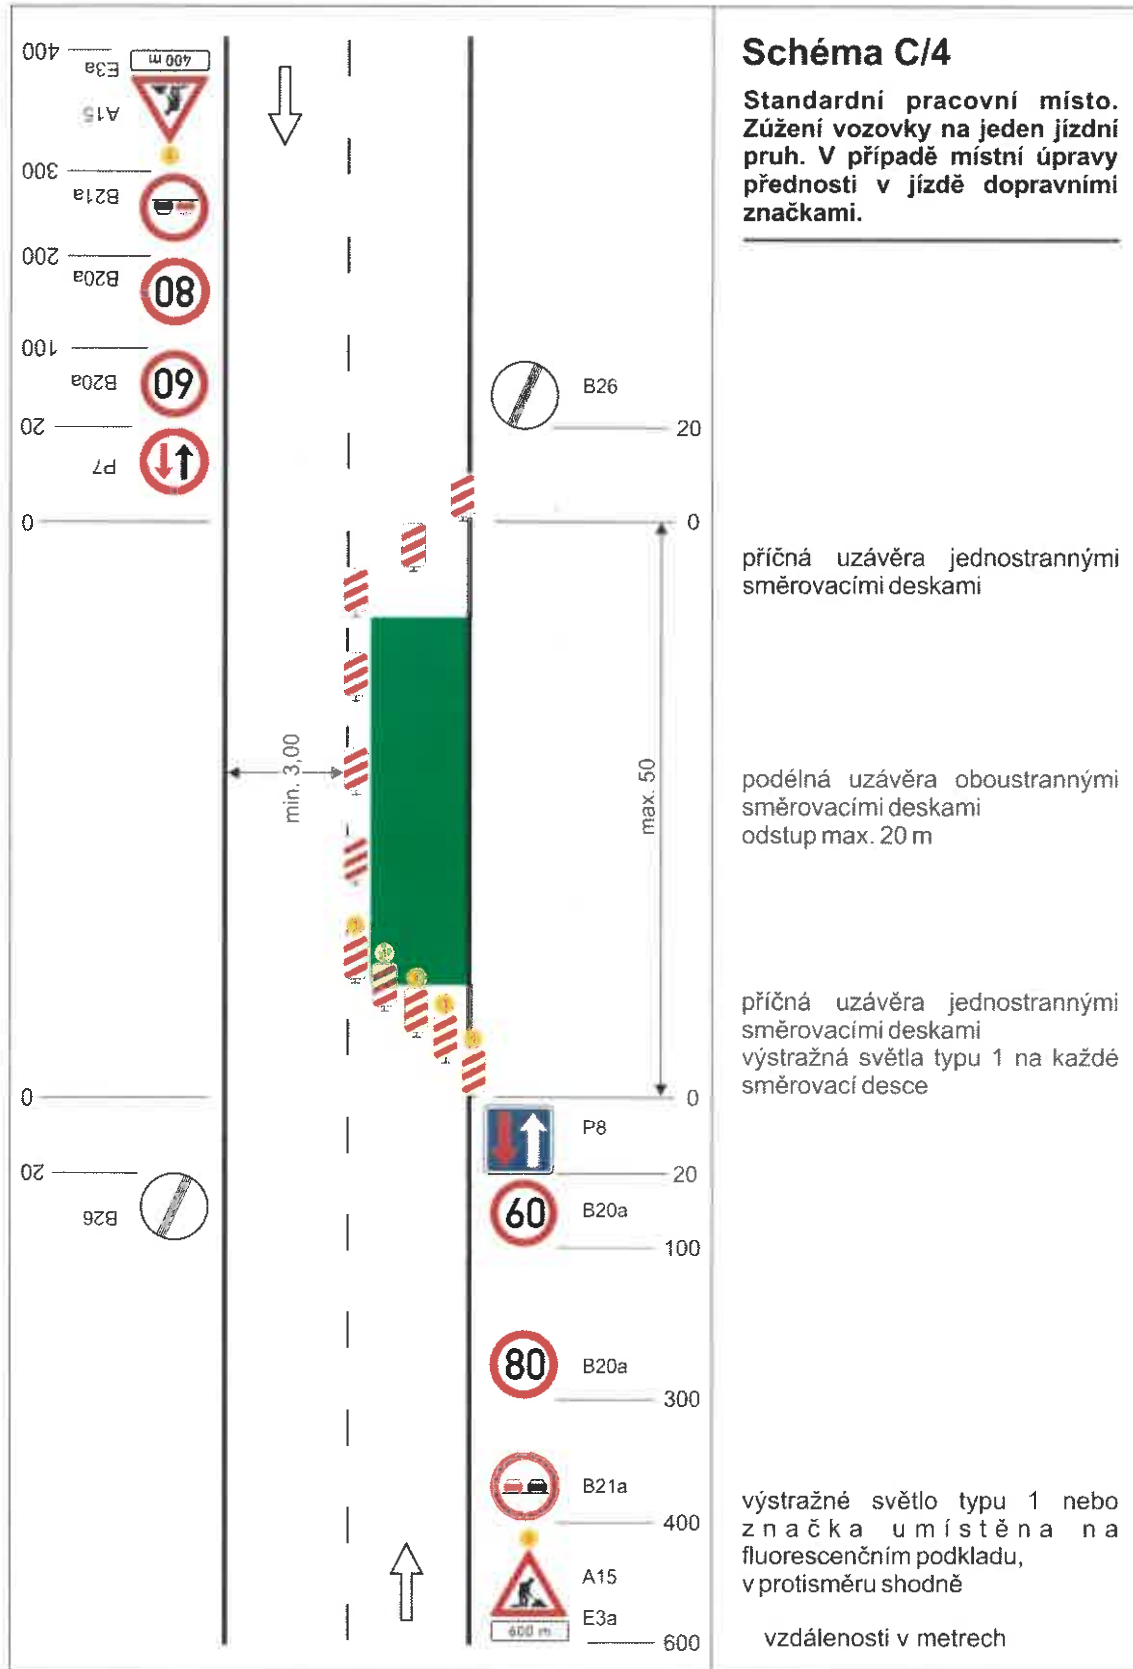 Schéma C/4
Standardní pracovní místo.
Zúžení vozovky na jeden jízdní
pruh. V případě místní úpravy
přednosti v jízdě dopravními
značkami.
400
E3a
400 m
A15
300
B21a
200
B20a
80
100
B20a
60
20
P7
0
B26
20
0
příčná uzávěra jednostrannými
směrovacími deskami
min. 3,00
max. 50
podélná uzávěra oboustrannými
směrovacími deskami
odstup max. 20 m
příčná uzávěra jednostrannými
směrovacími deskami
výstražná světla typu 1 na každé
směrovací desce
0
20
B26
0
P8
20
60
B20a
100
80
B20a
300
B21a
400
A15
E3a
600 m
600
výstražné světlo typu 1 nebo
značka umístěna na
fluorescenčním podkladu,
v protisměru shodně
vzdálenosti v metrech